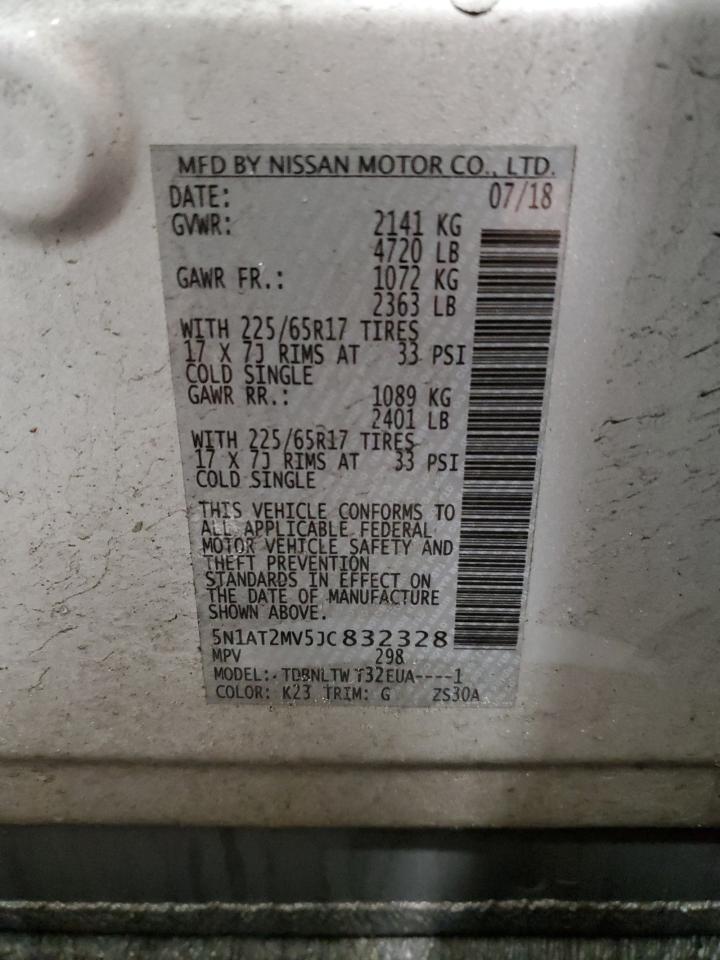 MFD BY NISSAN MOTOR CO., LTD.
DATE: 07/18
GVWR: 2141 KG
4720 LB
GAWR FR.: 1072 KG
2363 LB
WITH 225/65R17 TIRES
17 X 7J RIMS AT 33 PSI
COLD SINGLE
GAWR RR.: 1089 KG
2401 LB
WITH 225/65R17 TIRES
17 X 7J RIMS AT 33 PSI
COLD SINGLE
THIS VEHICLE CONFORMS TO
ALL APPLICABLE FEDERAL
MOTOR VEHICLE SAFETY AND
THEFT PREVENTION
STANDARDS IN EFFECT ON
THE DATE OF MANUFACTURE
SHOWN ABOVE.
5N1AT2MV5JC832328
MPV 298
MODEL:
COLOR: K23 TRIM: G ZS30A